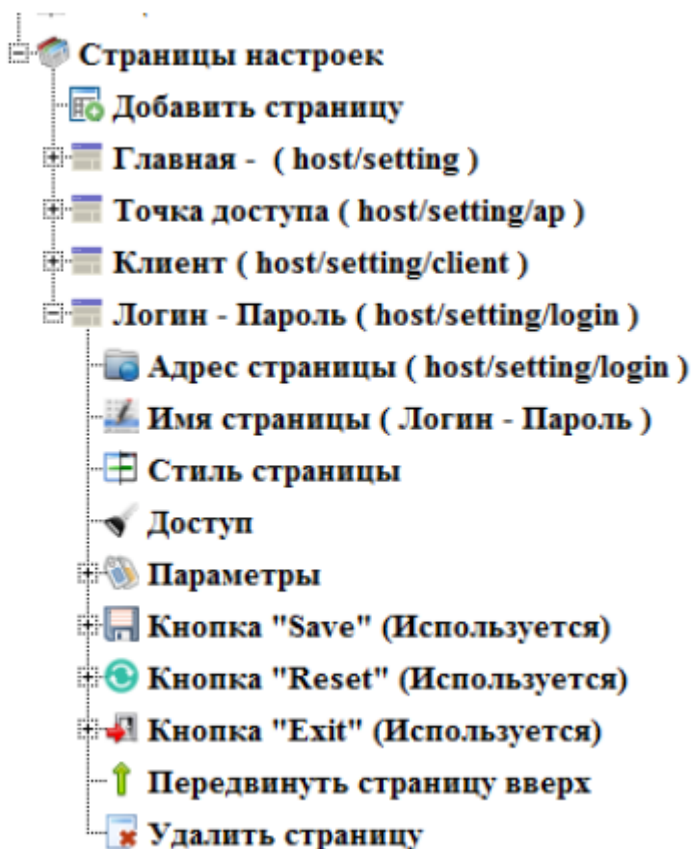 Страницы настроек
Добавить страницу
Главная - ( host/setting )
Точка доступа ( host/setting/ap )
Клиент ( host/setting/client )
Логин - Пароль ( host/setting/login )
Адрес страницы ( host/setting/login )
Имя страницы ( Логин - Пароль )
Стиль страницы
Доступ
Параметры
Кнопка "Save" (Используется)
Кнопка "Reset" (Используется)
Кнопка "Exit" (Используется)
Передвинуть страницу вверх
Удалить страницу